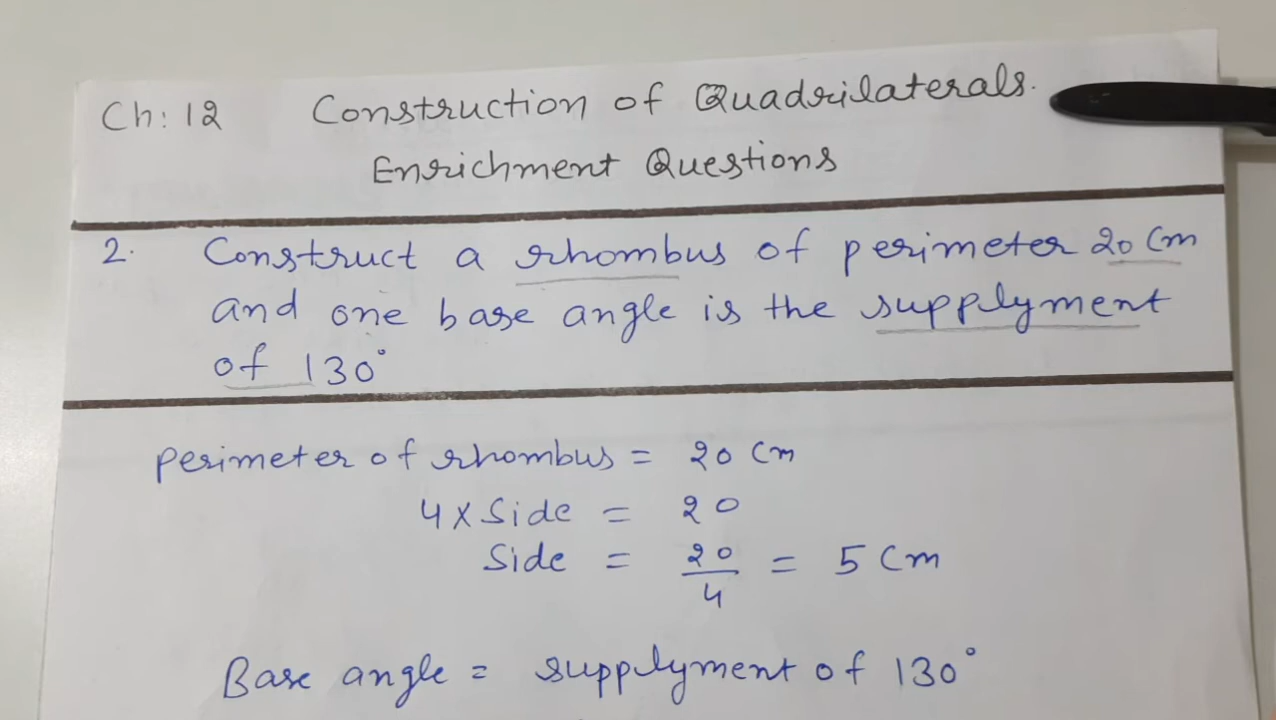 Ch: 12 Construction of Quadrilaterals.
Enrichment Questions
2. Construct a rhombus of perimeter 20 cm
and one base angle is the supplyment
of 130°
perimeter of rhombus = 20 cm
4 x Side = 20
Side = 20/4 = 5 cm
Base angle = supplyment of 130°